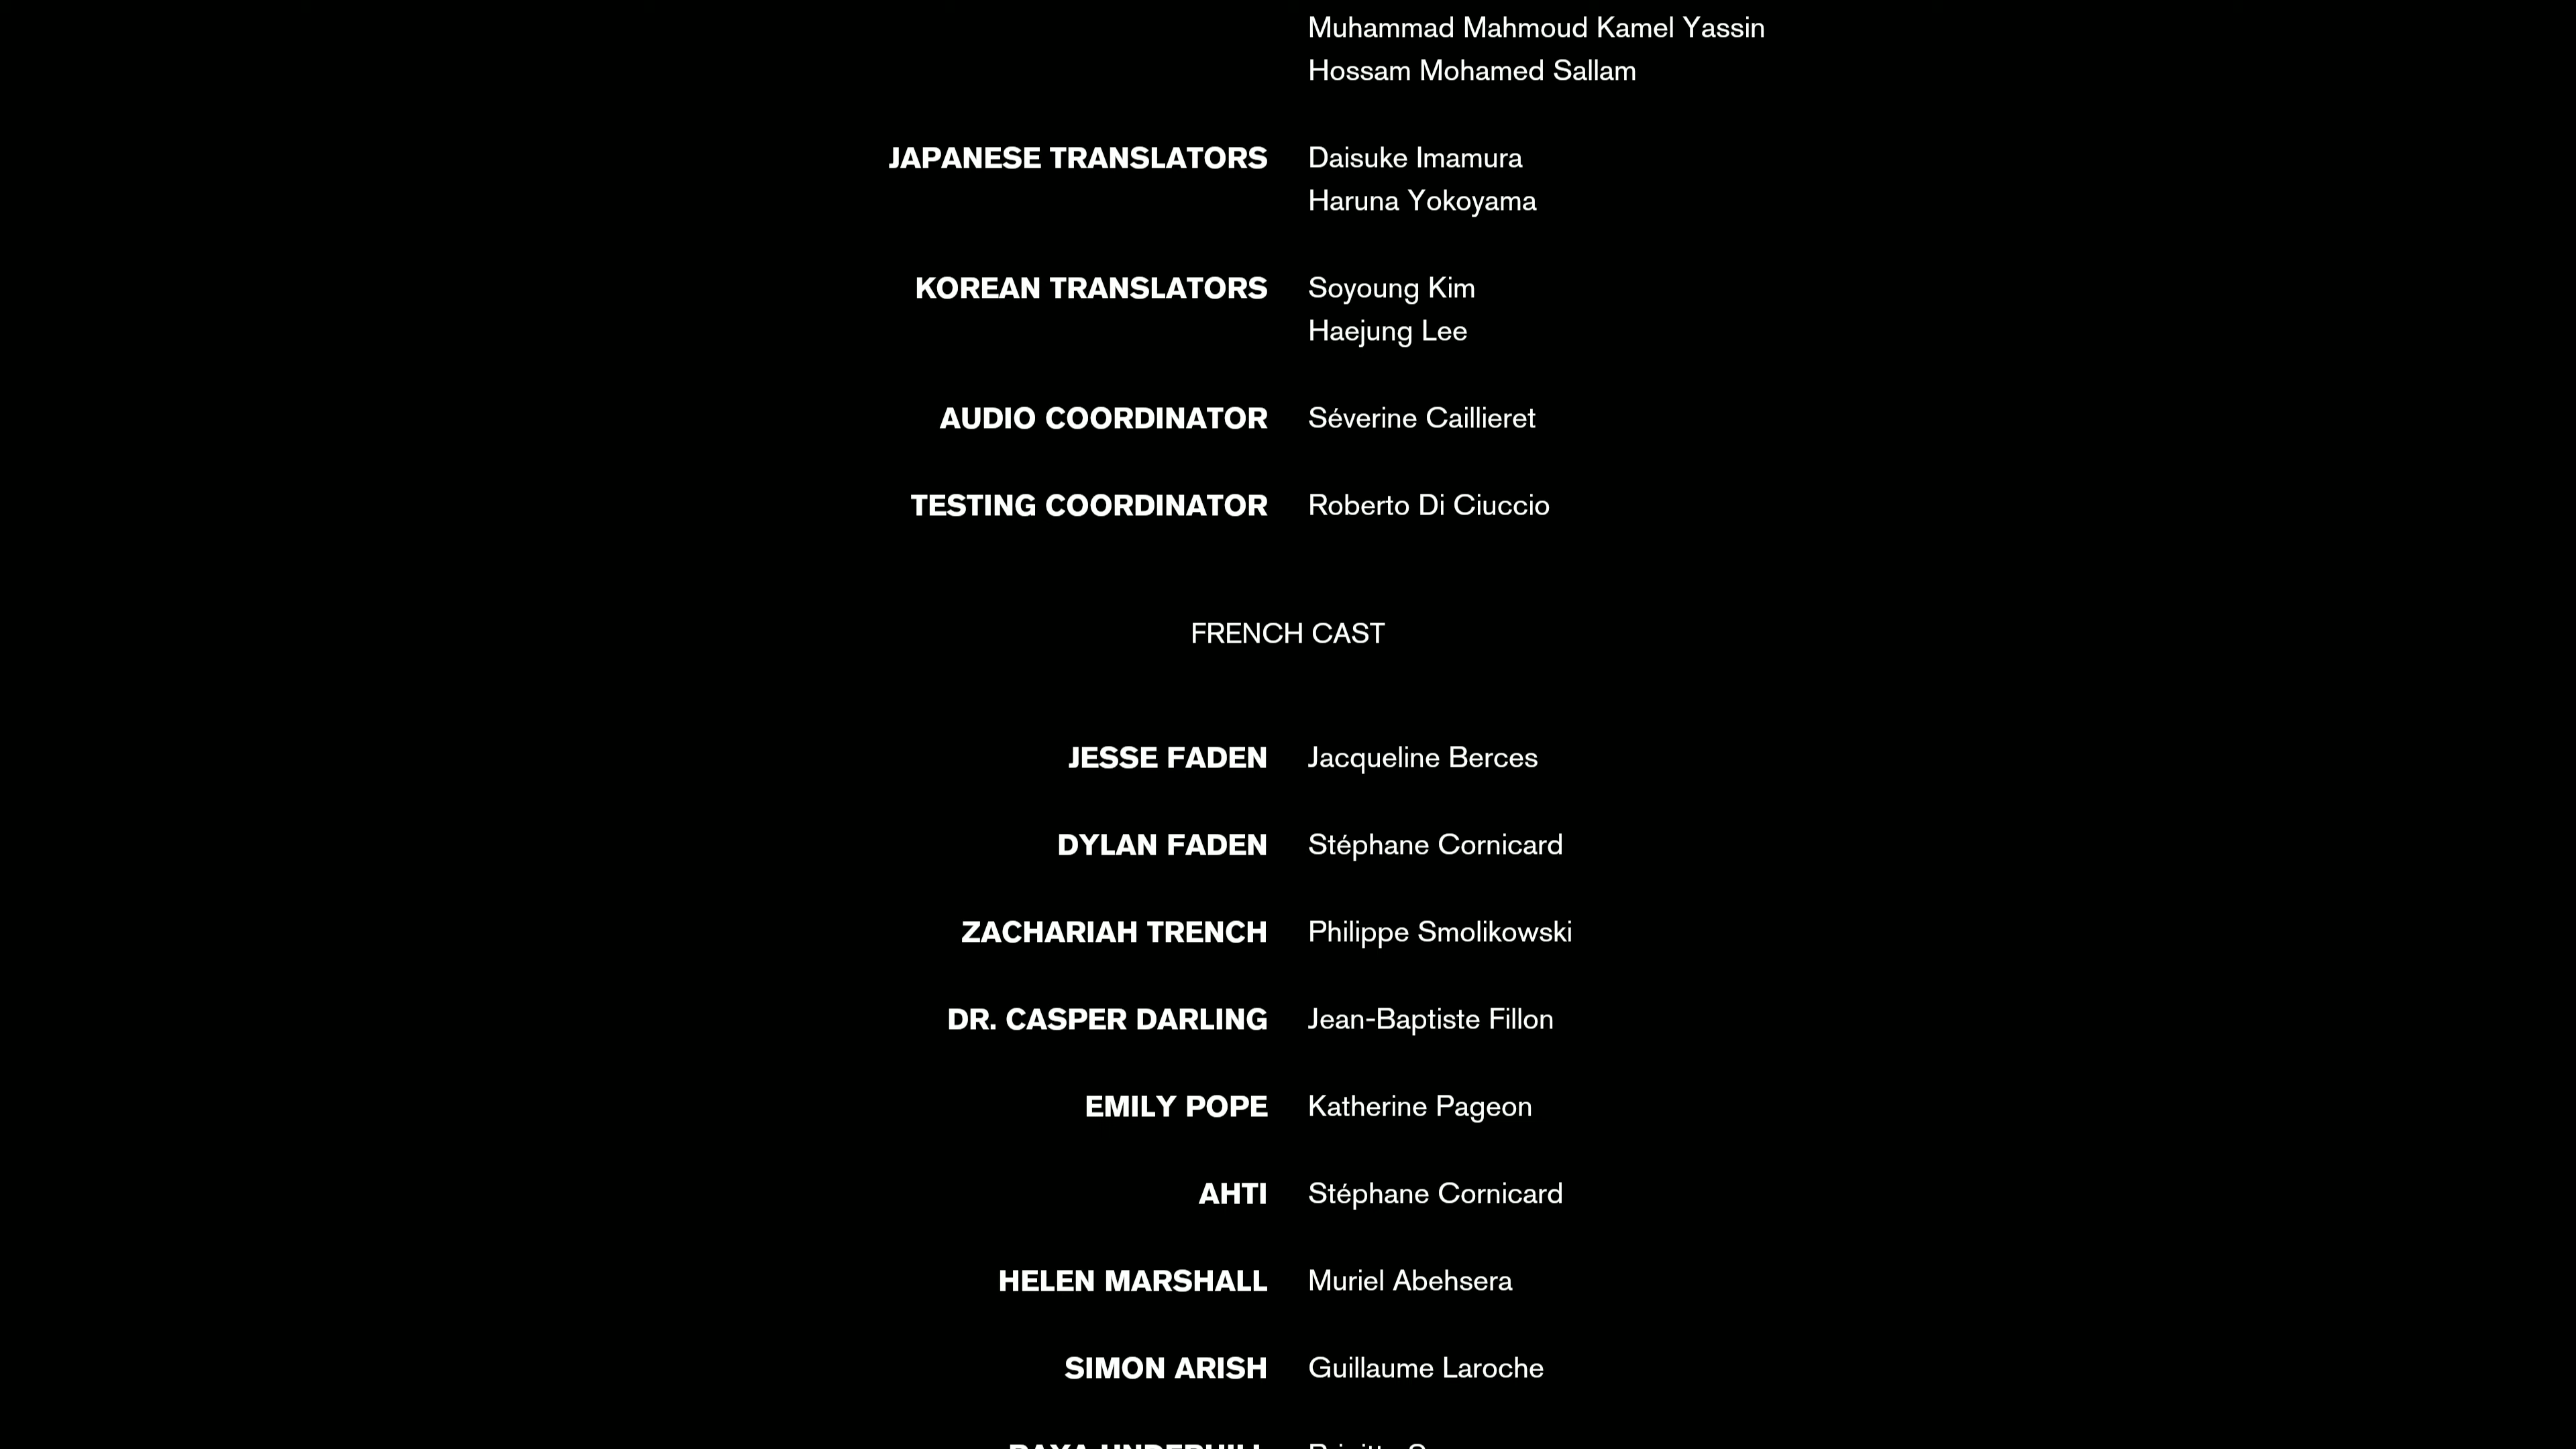 Muhammad Mahmoud Kamel Yassin
Hossam Mohamed Sallam
JAPANESE TRANSLATORS Daisuke Imamura
Haruna Yokoyama
KOREAN TRANSLATORS Soyoung Kim
Haejung Lee
AUDIO COORDINATOR Séverine Caillieret
TESTING COORDINATOR Roberto Di Ciuccio
FRENCH CAST
JESSE FADEN Jacqueline Berces
DYLAN FADEN Stéphane Cornicard
ZACHARIAH TRENCH Philippe Smolikowski
DR. CASPER DARLING Jean-Baptiste Fillon
EMILY POPE Katherine Pageon
AHTI Stéphane Cornicard
HELEN MARSHALL Muriel Abehsera
SIMON ARISH Guillaume Laroche